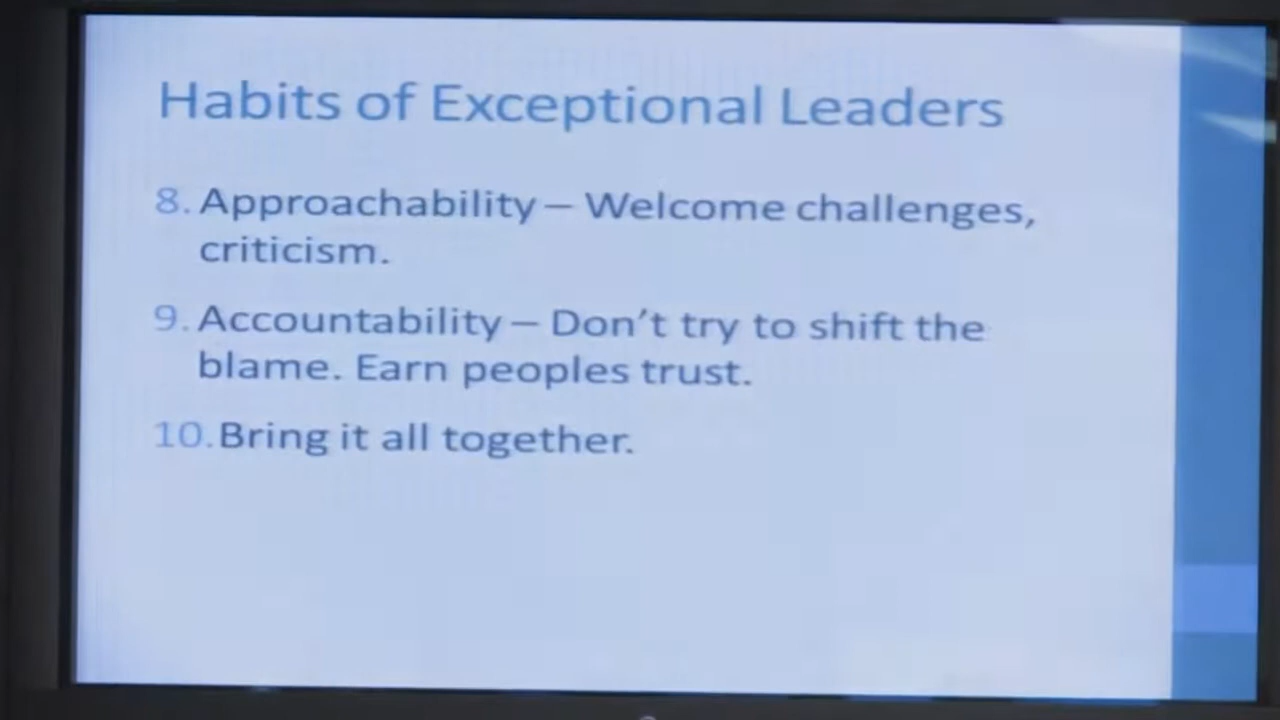 Habits of Exceptional Leaders
8. Approachability – Welcome challenges,
criticism.
9. Accountability – Don’t try to shift the
blame. Earn peoples trust.
10. Bring it all together.